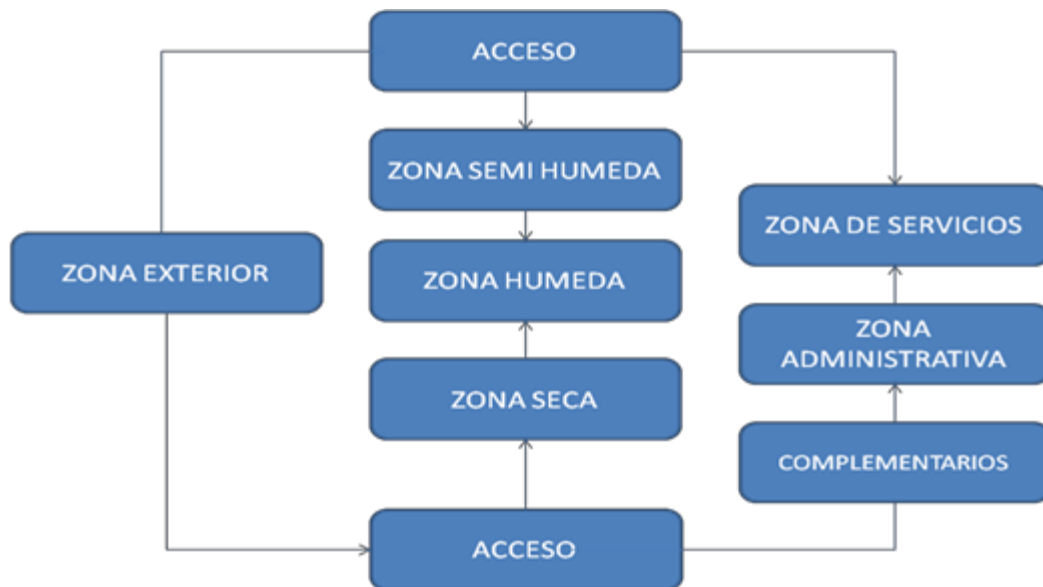 ACCESO
ZONA SEMI HUMEDA
ZONA DE SERVICIOS
ZONA EXTERIOR
ZONA HUMEDA
ZONA
ADMINISTRATIVA
ZONA SECA
COMPLEMENTARIOS
ACCESO